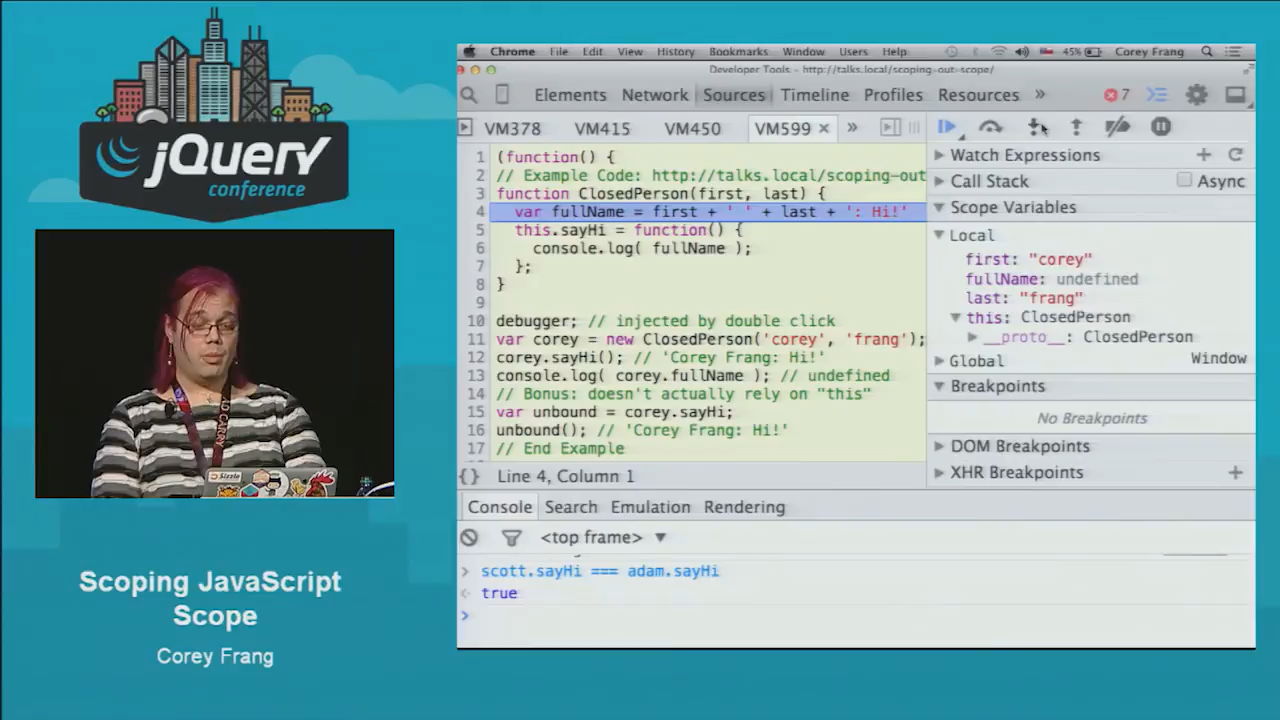 jQuery
conference
Scoping JavaScript
Scope
Corey Frang
Chrome File Edit View History Bookmarks Window Users Help 45% Corey Frang
Developer Tools - http://talks.local/scoping-out-scope/
Elements Network Sources Timeline Profiles Resources » 7
VM378 VM415 VM450 VM599 × »
1 (function() {
2 // Example Code: http://talks.local/scoping-out
3 function ClosedPerson(first, last) {
4 var fullName = first + ' ' + last + ': Hi!'
5 this.sayHi = function() {
6 console.log( fullName );
7 };
8 }
9
10 debugger; // injected by double click
11 var corey = new ClosedPerson('corey', 'frang');
12 corey.sayHi(); // 'Corey Frang: Hi!'
13 console.log( corey.fullName ); // undefined
14 // Bonus: doesn't actually rely on "this"
15 var unbound = corey.sayHi;
16 unbound(); // 'Corey Frang: Hi!'
17 // End Example
{} Line 4, Column 1
Watch Expressions
Call Stack Async
Scope Variables
Local
first: "corey"
fullName: undefined
last: "frang"
this: ClosedPerson
__proto__: ClosedPerson
Global Window
Breakpoints
No Breakpoints
DOM Breakpoints
XHR Breakpoints
Console Search Emulation Rendering
<top frame>
> scott.sayHi === adam.sayHi
true
>
Sizzle